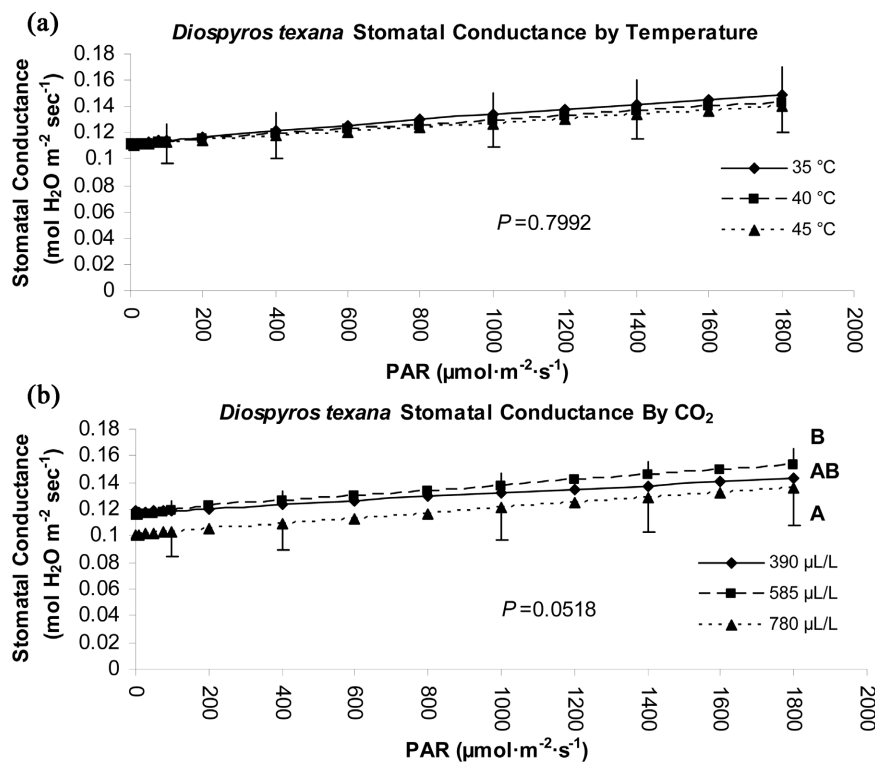 (a)
Diospyros texana Stomatal Conductance by Temperature
Stomatal Conductance
(mol H₂O m⁻² sec⁻¹)
0.18
0.16
0.14
0.12
0.1
0.08
0.06
0.04
0.02
0
35 °C
40 °C
45 °C
P=0.7992
0
200
400
600
800
1000
1200
1400
1600
1800
2000
PAR (µmol·m⁻²·s⁻¹)
(b)
Diospyros texana Stomatal Conductance By CO₂
Stomatal Conductance
(mol H₂O m⁻² sec⁻¹)
0.18
0.16
0.14
0.12
0.1
0.08
0.06
0.04
0.02
0
B
AB
A
390 µL/L
585 µL/L
780 µL/L
P=0.0518
0
200
400
600
800
1000
1200
1400
1600
1800
2000
PAR (µmol·m⁻²·s⁻¹)